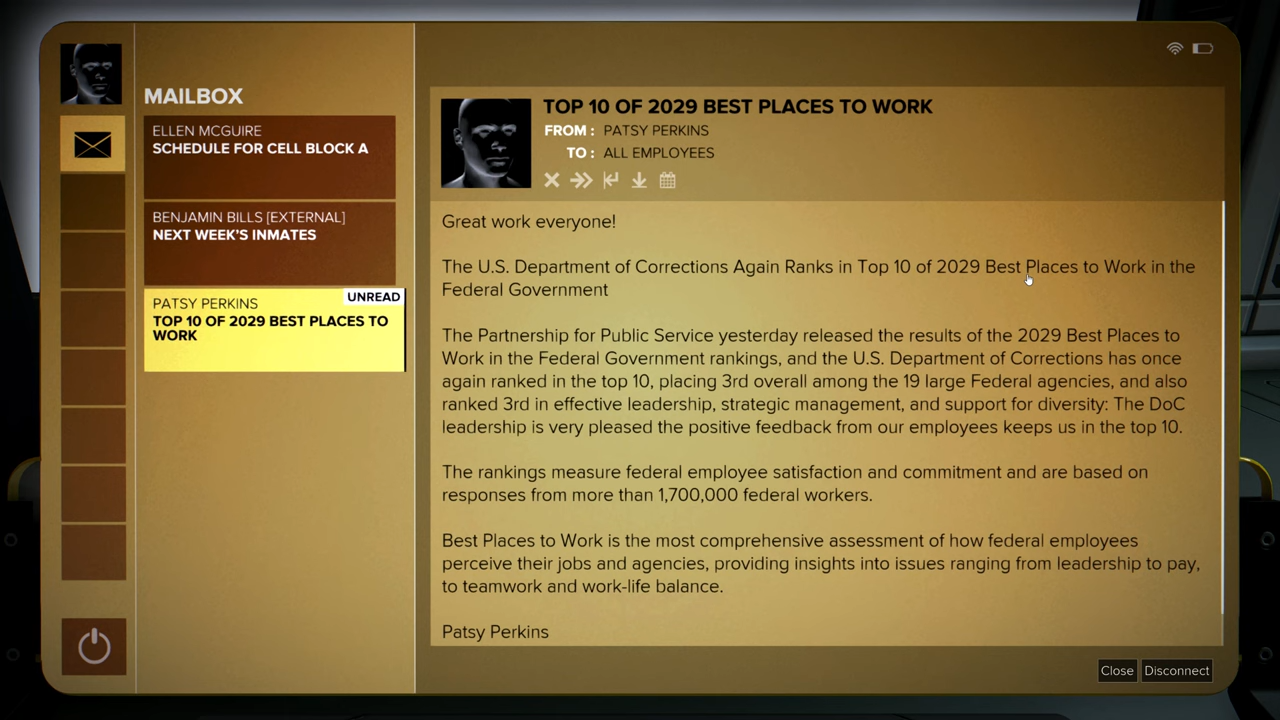 MAILBOX
ELLEN MCGUIRE
SCHEDULE FOR CELL BLOCK A
BENJAMIN BILLS [EXTERNAL]
NEXT WEEK'S INMATES
UNREAD
PATSY PERKINS
TOP 10 OF 2029 BEST PLACES TO
WORK
TOP 10 OF 2029 BEST PLACES TO WORK
FROM : PATSY PERKINS
TO : ALL EMPLOYEES
Great work everyone!
The U.S. Department of Corrections Again Ranks in Top 10 of 2029 Best Places to Work in the
Federal Government
The Partnership for Public Service yesterday released the results of the 2029 Best Places to
Work in the Federal Government rankings, and the U.S. Department of Corrections has once
again ranked in the top 10, placing 3rd overall among the 19 large Federal agencies, and also
ranked 3rd in effective leadership, strategic management, and support for diversity: The DoC
leadership is very pleased the positive feedback from our employees keeps us in the top 10.
The rankings measure federal employee satisfaction and commitment and are based on
responses from more than 1,700,000 federal workers.
Best Places to Work is the most comprehensive assessment of how federal employees
perceive their jobs and agencies, providing insights into issues ranging from leadership to pay,
to teamwork and work-life balance.
Patsy Perkins
Close Disconnect